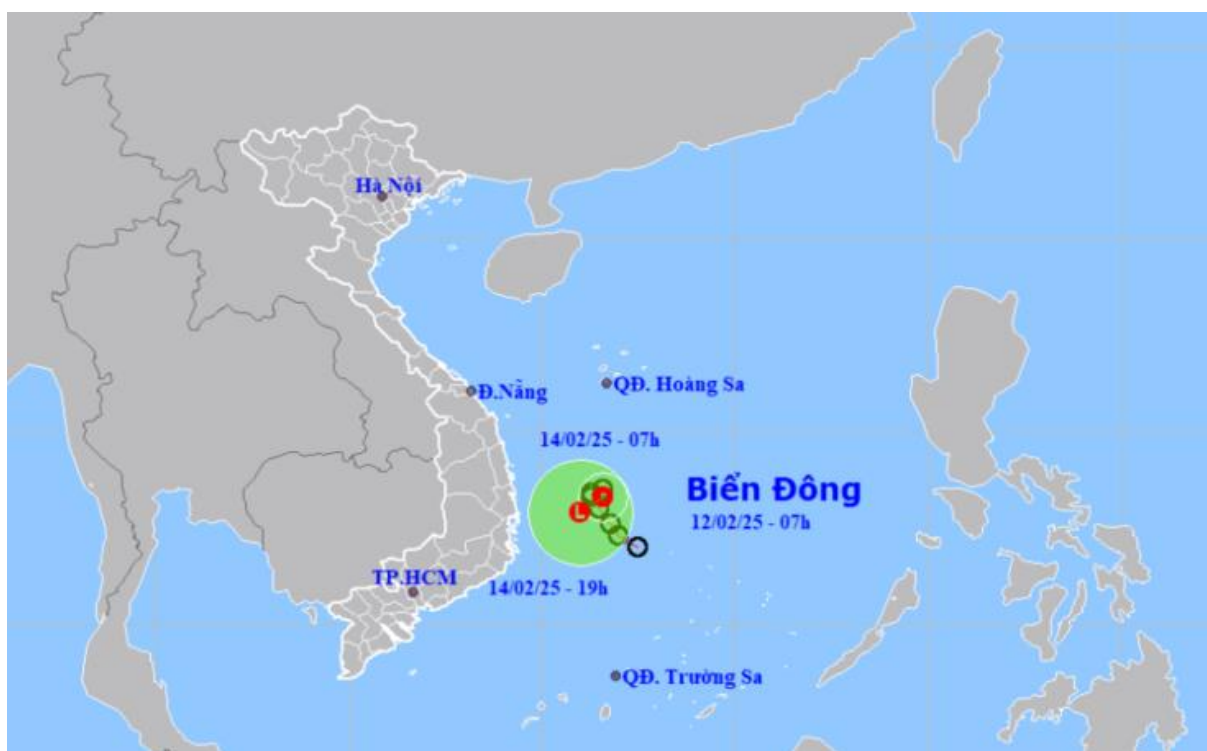 Hà Nội
QĐ. Hoàng Sa
Đ.Nẵng
14/02/25 - 07h
Biển Đông
12/02/25 - 07h
L
TP.HCM
14/02/25 - 19h
QĐ. Trường Sa